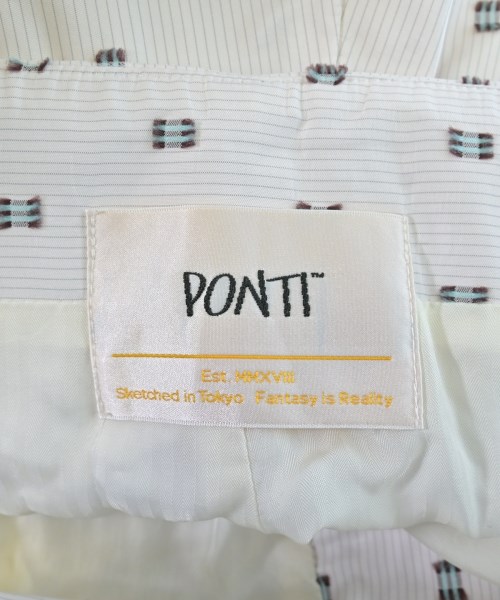 PONTI™
Est. MMXVIII
Sketched in Tokyo Fantasy is Reality